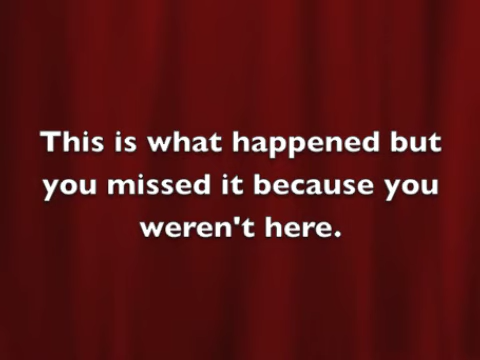 This is what happened but
you missed it because you
weren't here.